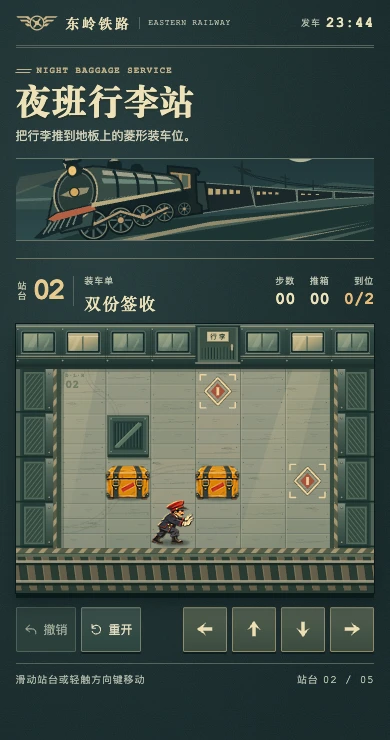 东岭铁路 EASTERN RAILWAY 发车 23:44
NIGHT BAGGAGE SERVICE
夜班行李站
把行李推到地板上的菱形装车位。
站台 02 装车单 步数 推箱 到位
双份签收 00 00 0/2
行李
02
撤销 重开
滑动站台或轻触方向键移动 站台 02 / 05